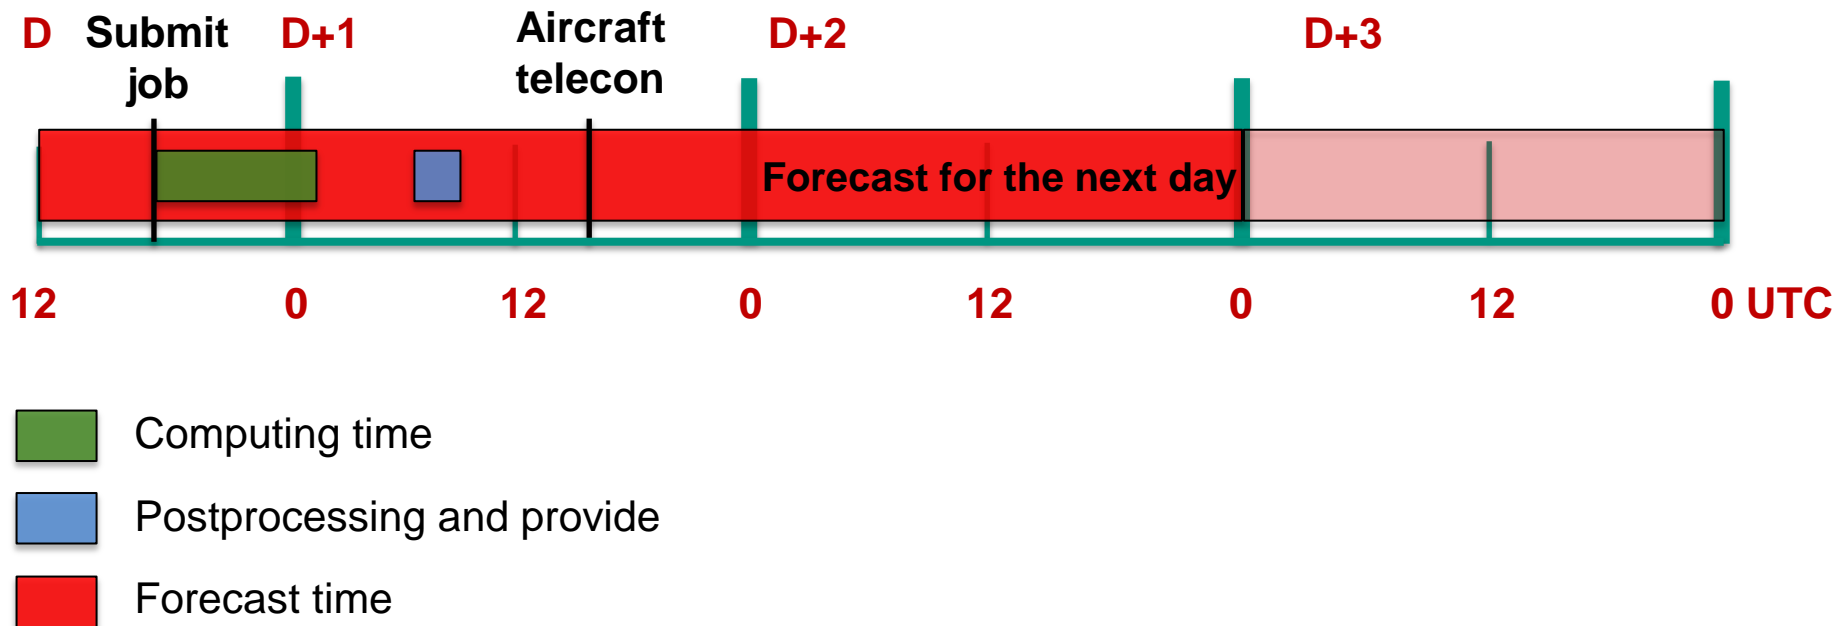 D
Submit
job
D+1
Aircraft
telecon
D+2
D+3
Forecast for the next day
12
0
12
0
12
0
12
0 UTC
Computing time
Postprocessing and provide
Forecast time